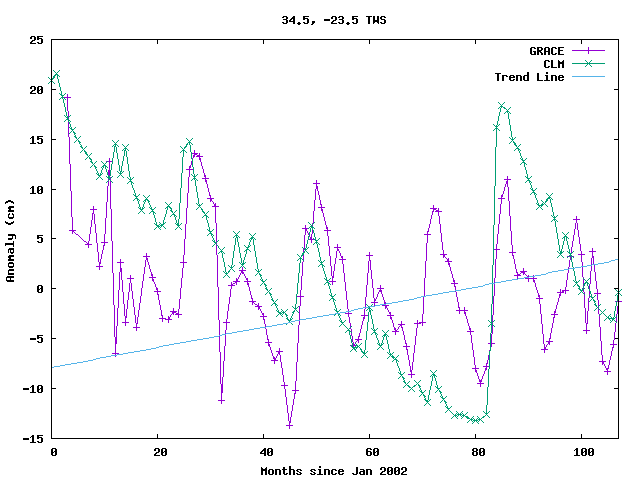 34.5, -23.5 TWS
25
20
15
10
5
0
-5
-10
-15
Anomaly (cm)
GRACE
CLM
Trend Line
0 20 40 60 80 100
Months since Jan 2002